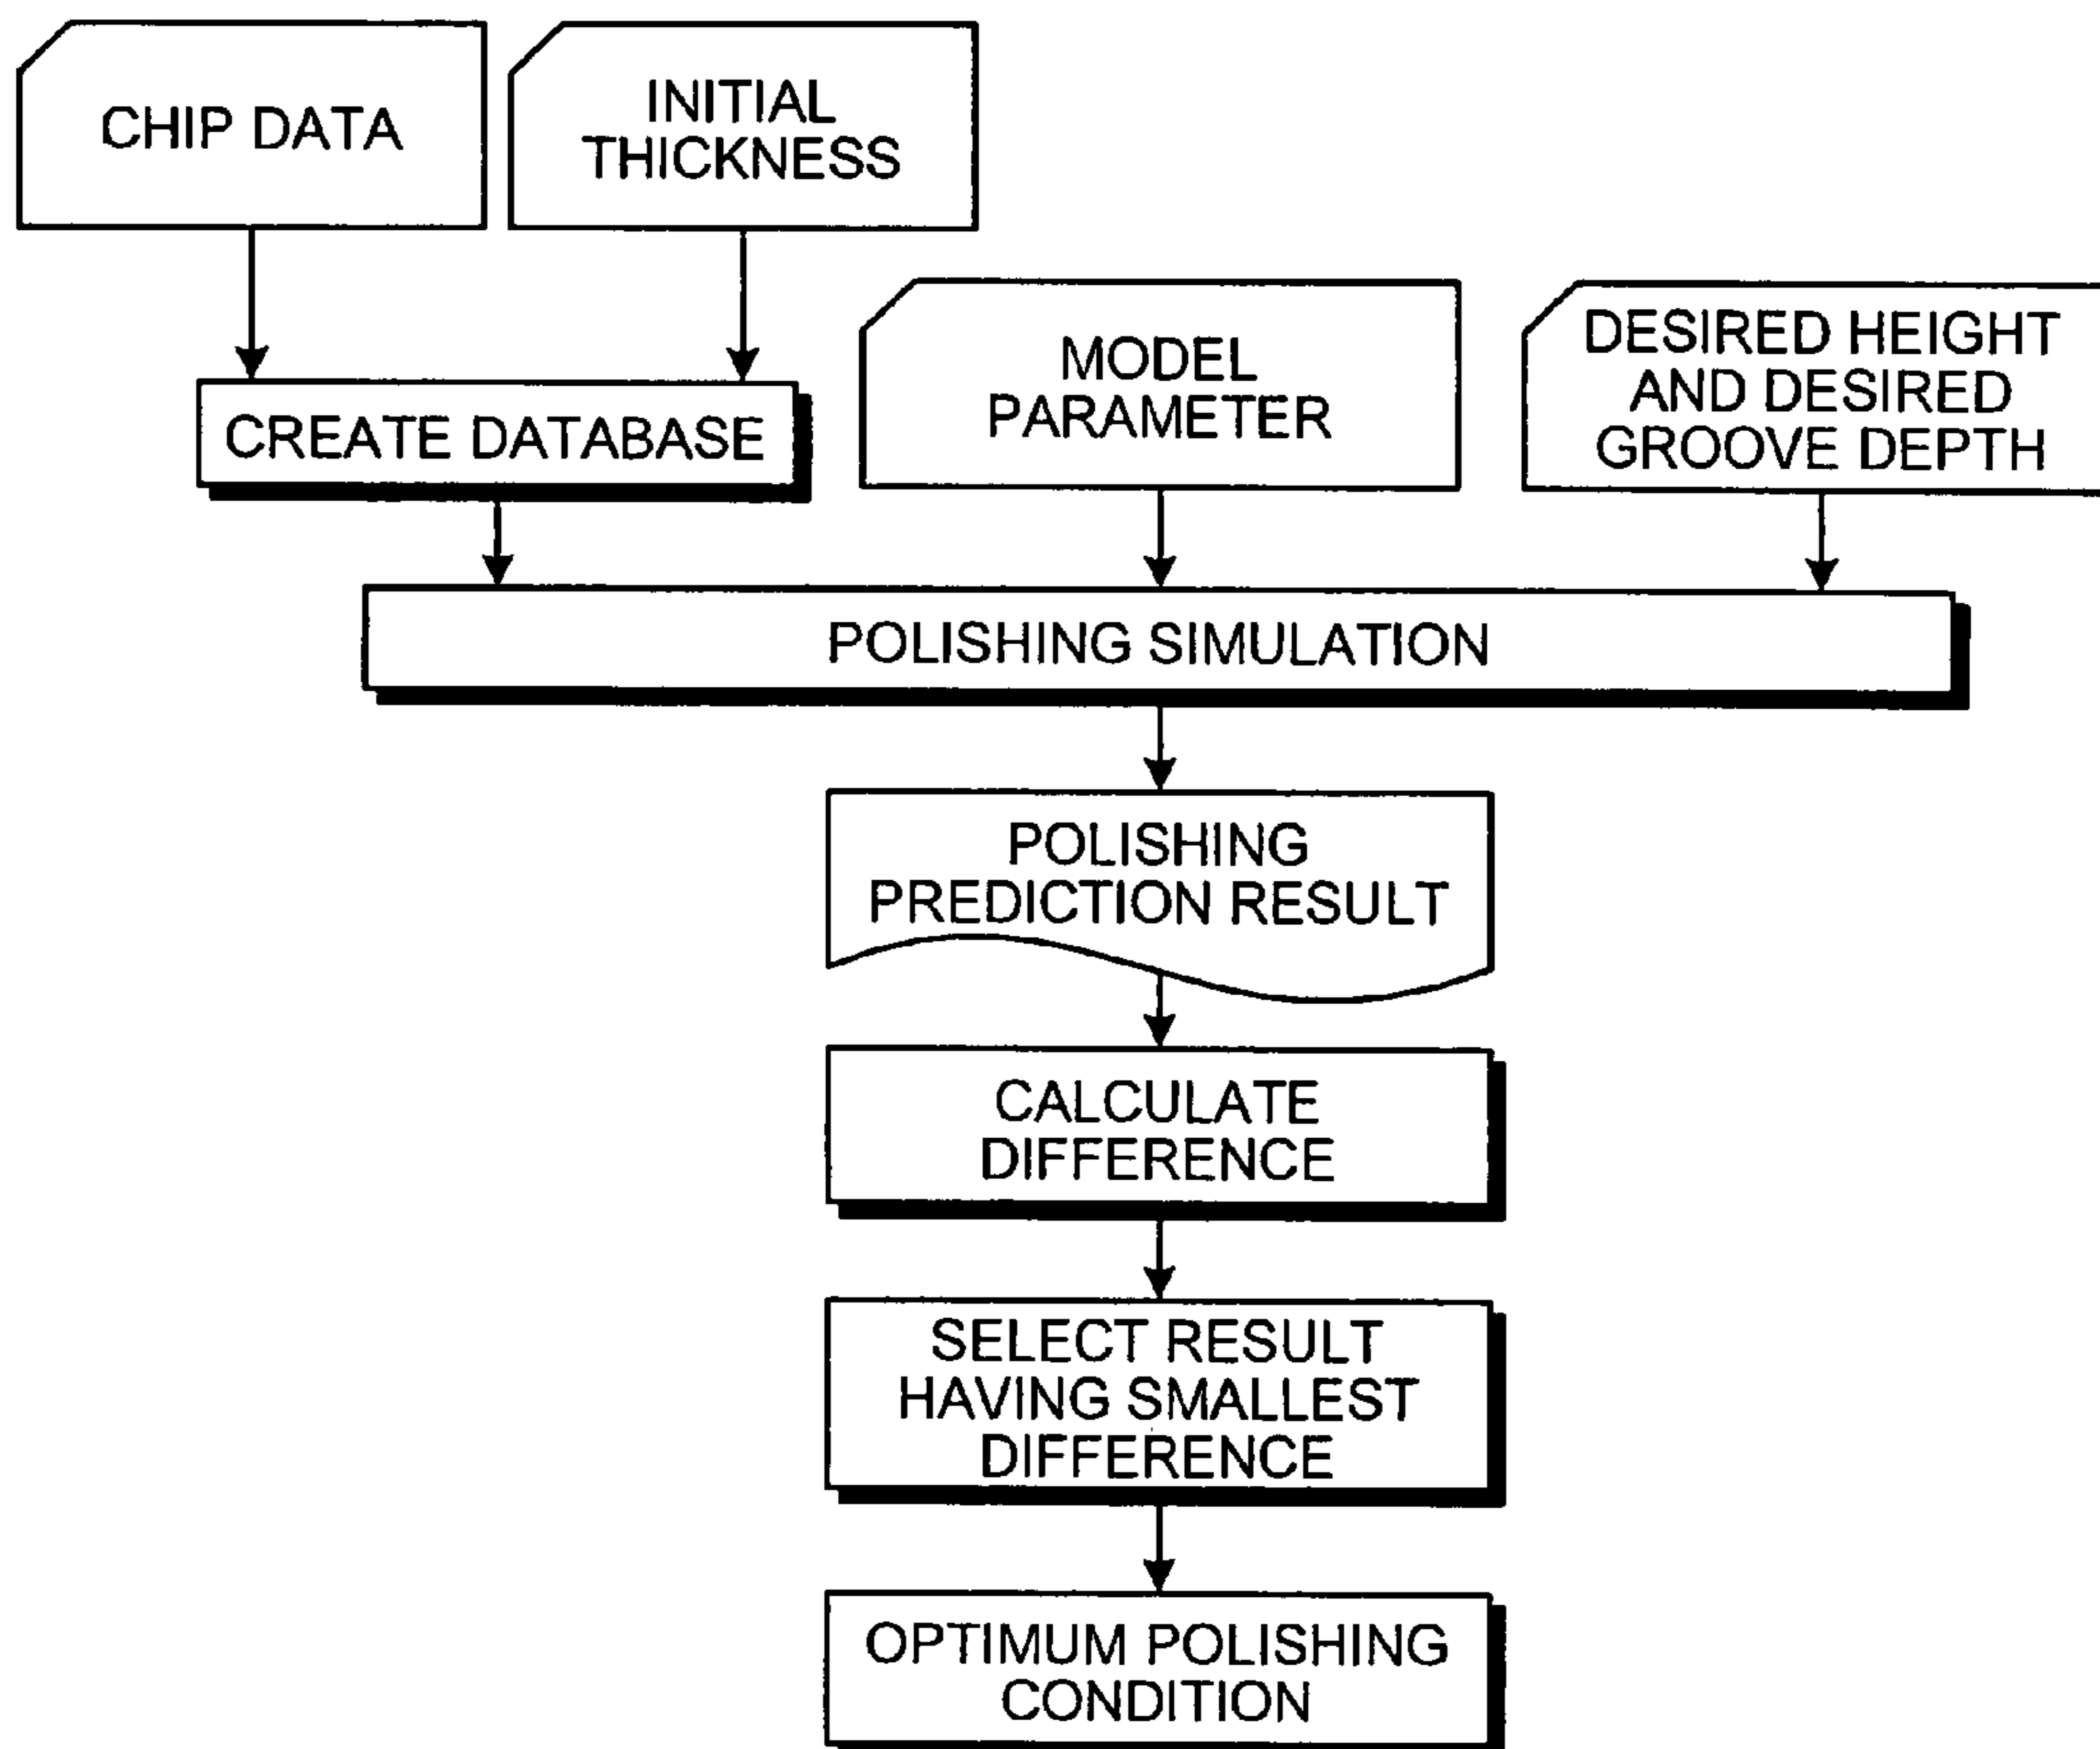 CHIP DATA
INITIAL
THICKNESS
MODEL
PARAMETER
DESIRED HEIGHT
AND DESIRED
GROOVE DEPTH
CREATE DATABASE
POLISHING SIMULATION
POLISHING
PREDICTION RESULT
CALCULATE
DIFFERENCE
SELECT RESULT
HAVING SMALLEST
DIFFERENCE
OPTIMUM POLISHING
CONDITION